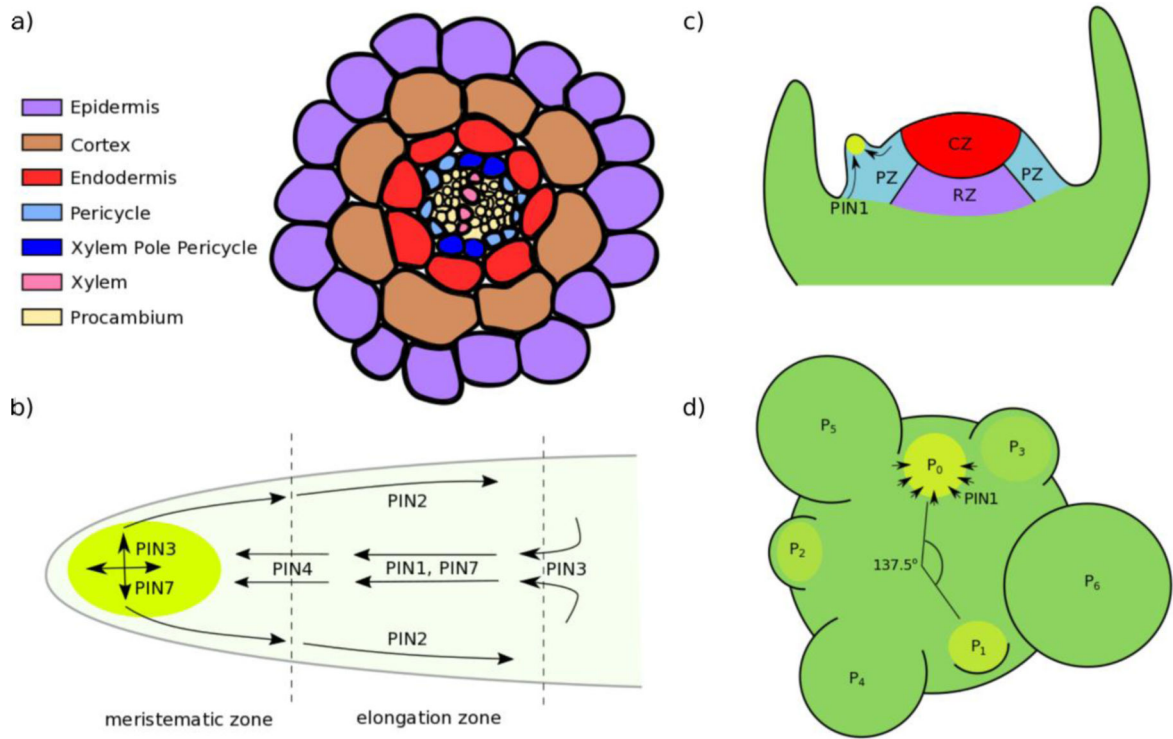 a)
Epidermis
Cortex
Endodermis
Pericycle
Xylem Pole Pericycle
Xylem
Procambium
b)
PIN2
PIN3
PIN7
PIN4
PIN1, PIN7
PIN3
PIN2
meristematic zone
elongation zone
c)
CZ
PZ
PZ
RZ
PIN1
d)
P5
P0
P3
PIN1
P2
137.5°
P6
P1
P4